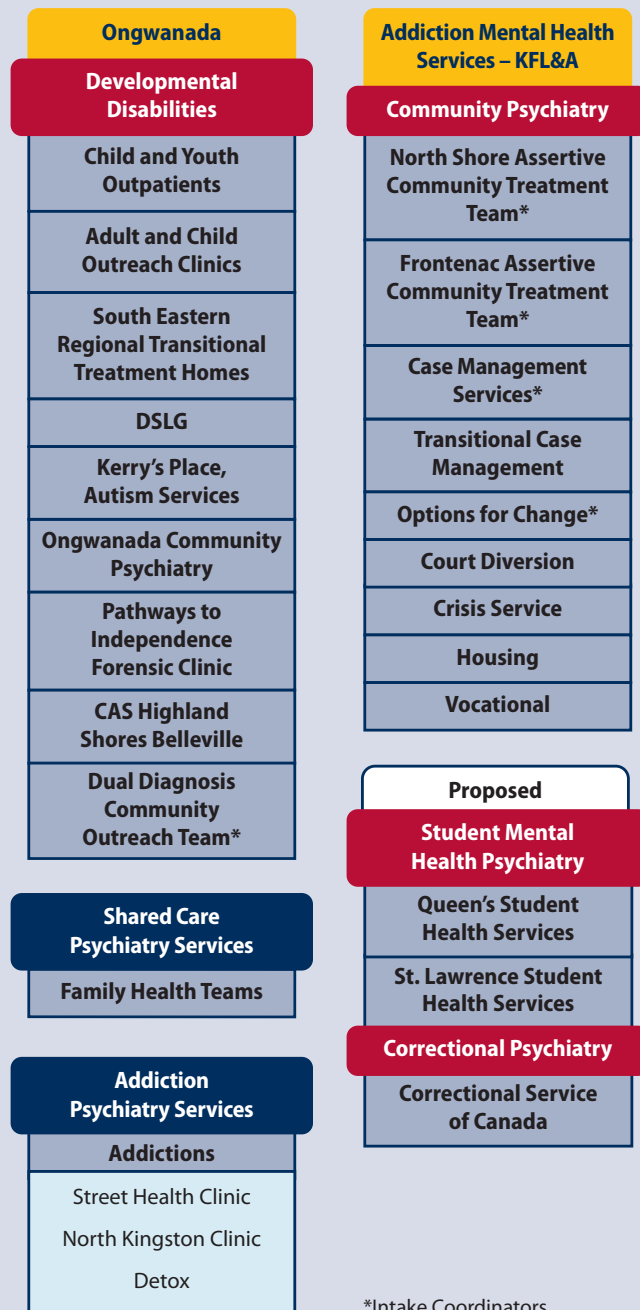 Ongwanada
Developmental
Disabilities
Child and Youth
Outpatients
Adult and Child
Outreach Clinics
South Eastern
Regional Transitional
Treatment Homes
DSLG
Kerry’s Place,
Autism Services
Ongwanada Community
Psychiatry
Pathways to
Independence
Forensic Clinic
CAS Highland
Shores Belleville
Dual Diagnosis
Community
Outreach Team*
Shared Care
Psychiatry Services
Family Health Teams
Addiction
Psychiatry Services
Addictions
Street Health Clinic
North Kingston Clinic
Detox
Addiction Mental Health
Services – KFL&A
Community Psychiatry
North Shore Assertive
Community Treatment
Team*
Frontenac Assertive
Community Treatment
Team*
Case Management
Services*
Transitional Case
Management
Options for Change*
Court Diversion
Crisis Service
Housing
Vocational
Proposed
Student Mental
Health Psychiatry
Queen’s Student
Health Services
St. Lawrence Student
Health Services
Correctional Psychiatry
Correctional Service
of Canada
*Intake Coordinators